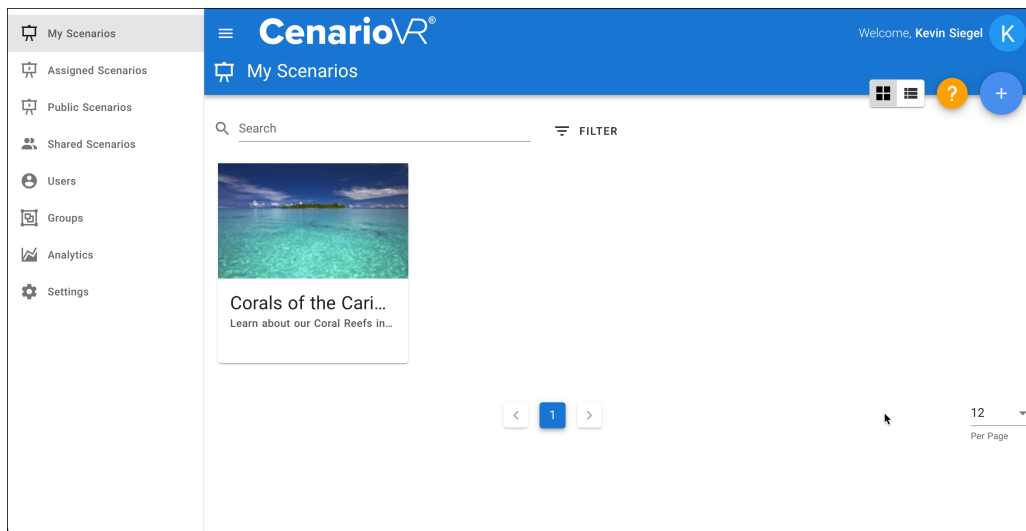 My Scenarios
Assigned Scenarios
Public Scenarios
Shared Scenarios
Users
Groups
Analytics
Settings
CenarioVR®
Welcome, Kevin Siegel K
My Scenarios
? +
Search
FILTER
Corals of the Cari...
Learn about our Coral Reefs in...
< 1 >
12
Per Page